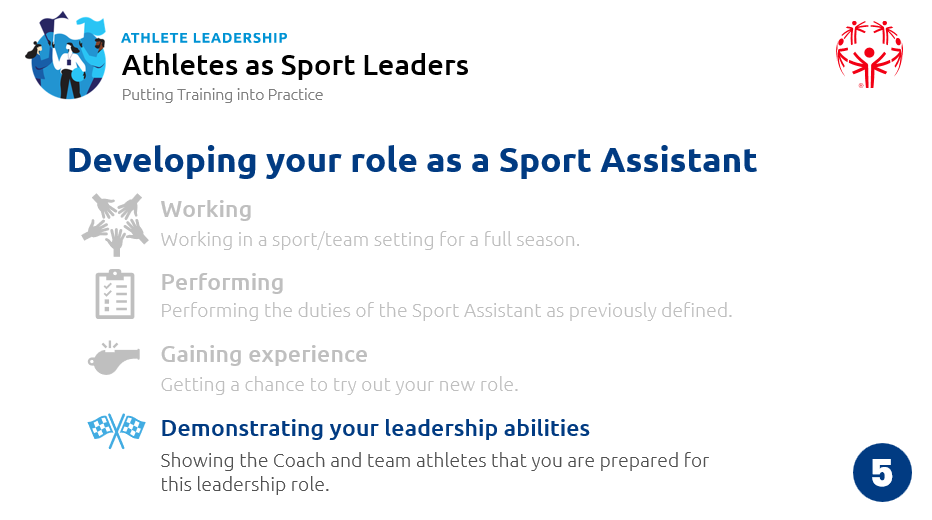 ATHLETE LEADERSHIP
Athletes as Sport Leaders
Putting Training into Practice
Developing your role as a Sport Assistant
Working
Working in a sport/team setting for a full season.
Performing
Performing the duties of the Sport Assistant as previously defined.
Gaining experience
Getting a chance to try out your new role.
Demonstrating your leadership abilities
Showing the Coach and team athletes that you are prepared for
this leadership role.
5
®